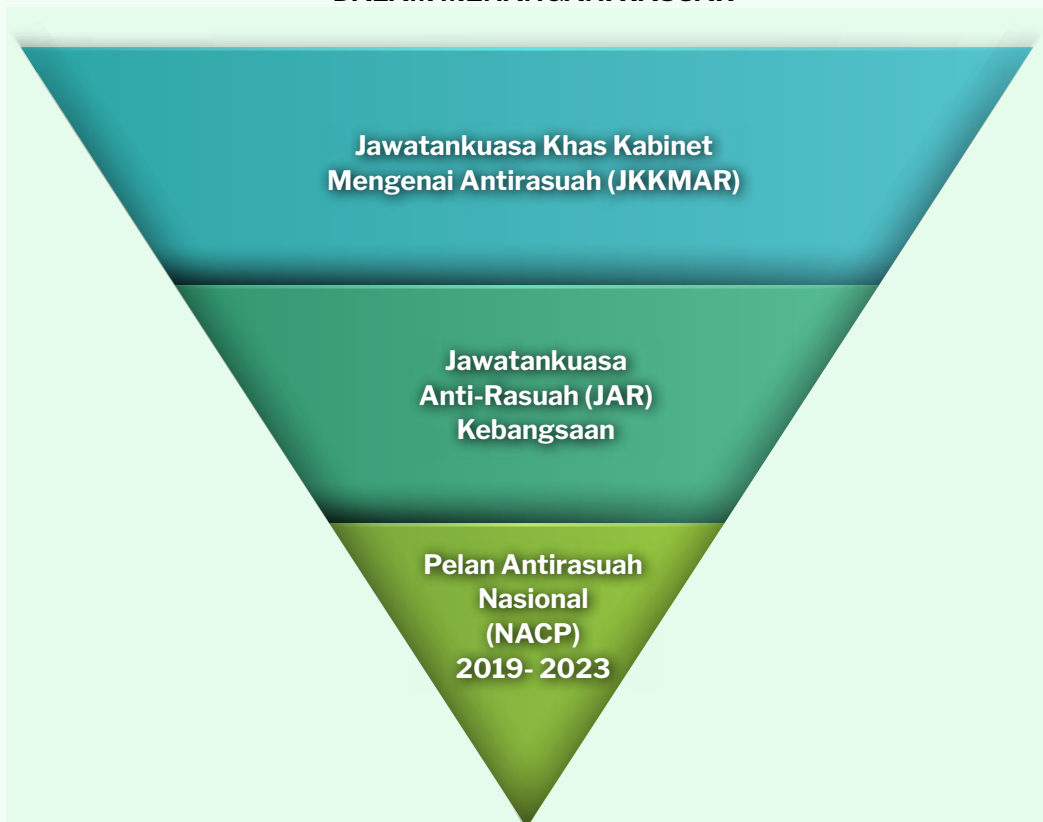 Jawatankuasa Khas Kabinet
Mengenai Antirasuah (JKKMAR)
Jawatankuasa
Anti-Rasuah (JAR)
Kebangsaan
Pelan Antirasuah
Nasional
(NACP)
2019- 2023